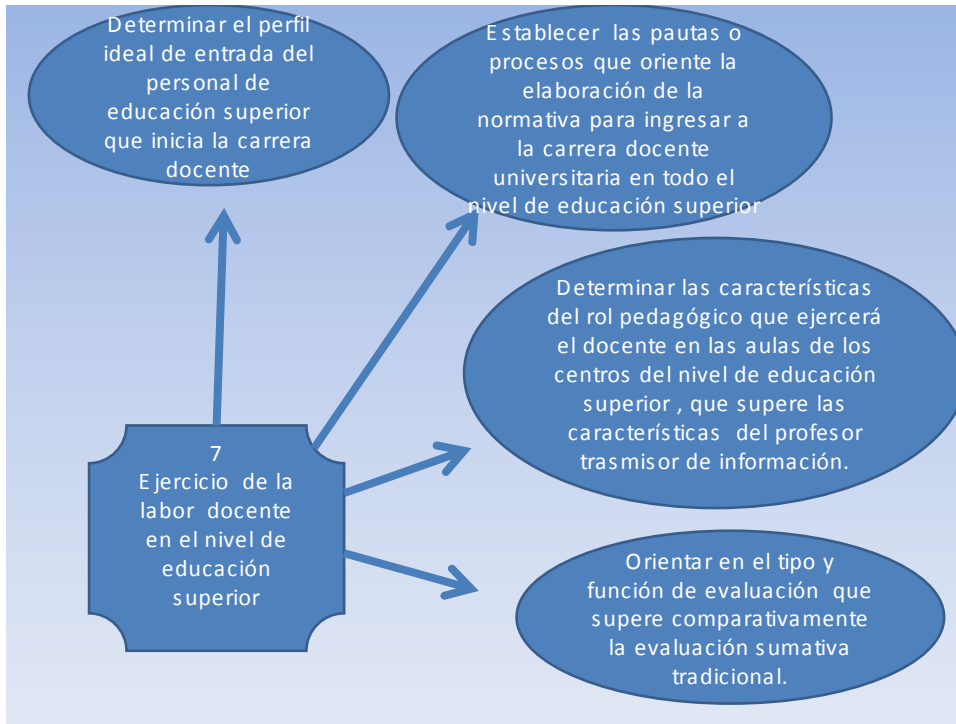 Determinar el perfil
ideal de entrada del
personal de
educación superior
que inicia la carrera
docente
Establecer las pautas o
procesos que oriente la
elaboración de la
normativa para ingresar a
la carrera docente
universitaria en todo el
nivel de educación superior
Determinar las características
del rol pedagógico que ejercerá
el docente en las aulas de los
centros del nivel de educación
superior , que supere las
características del profesor
trasmisor de información.
7
Ejercicio de la
labor docente
en el nivel de
educación
superior
Orientar en el tipo y
función de evaluación que
supere comparativamente
la evaluación sumativa
tradicional.